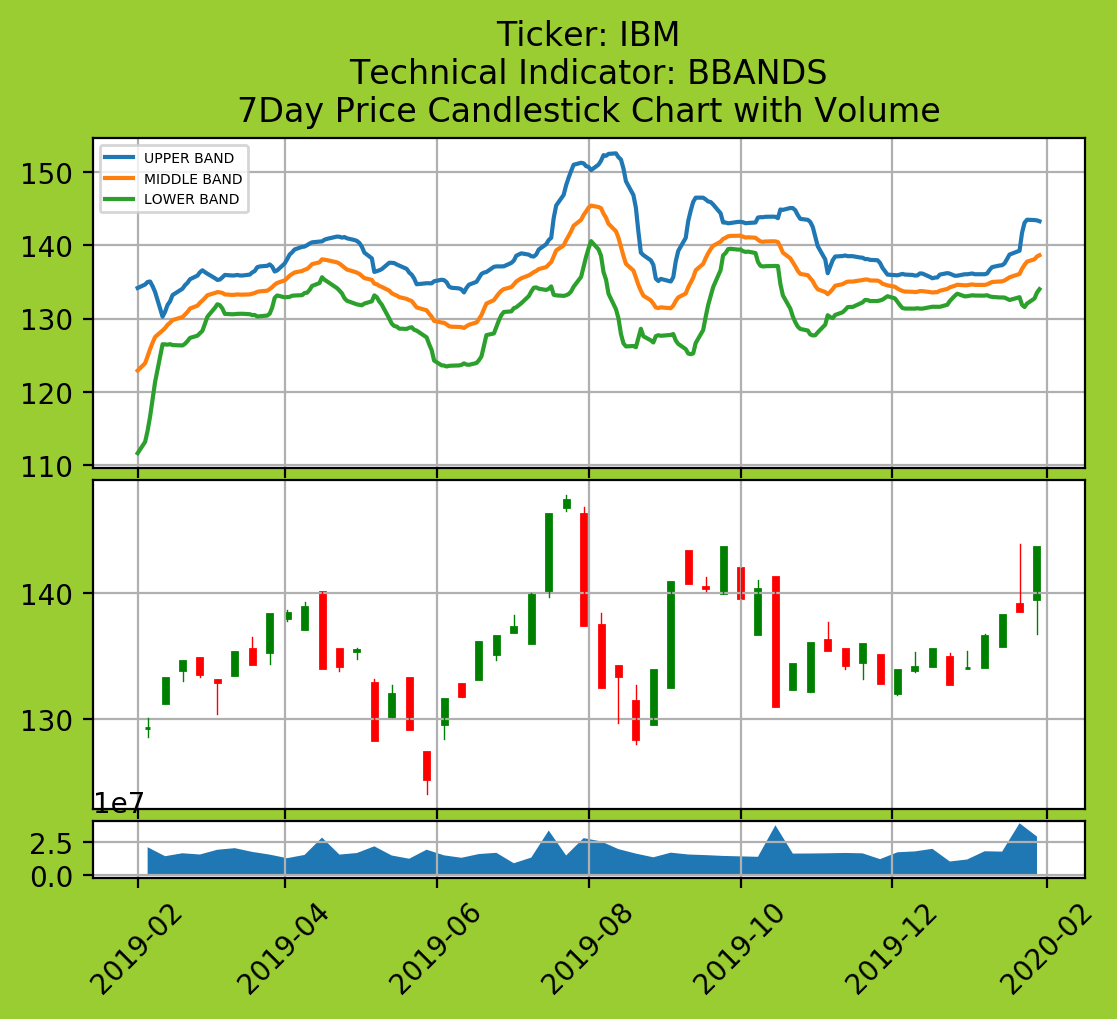 Ticker: IBM
Technical Indicator: BBANDS
7Day Price Candlestick Chart with Volume
UPPER BAND
MIDDLE BAND
LOWER BAND
150
140
130
120
110
140
130
1e7
2.5
0.0
2019-02
2019-04
2019-06
2019-08
2019-10
2019-12
2020-02